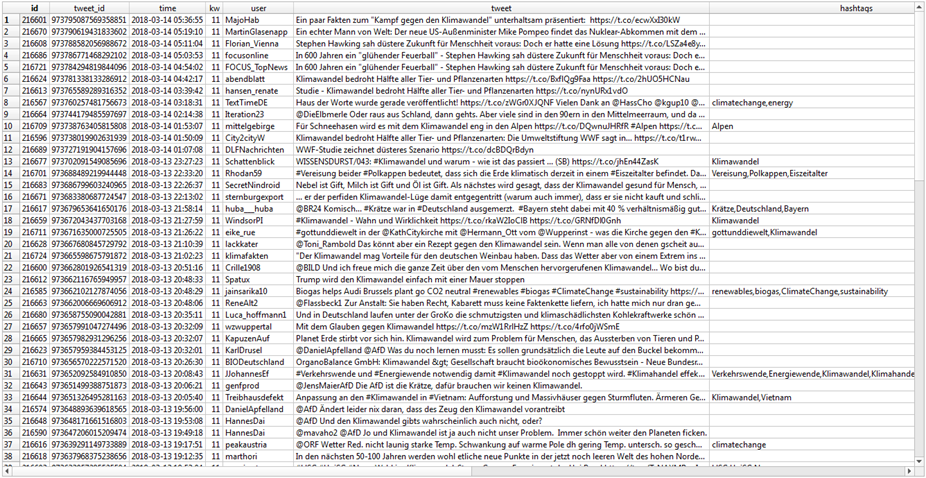 id tweet_id time kw user tweet hashtags
1 216601 973795087569358851 2018-03-14 05:36:55 11 MajoHab Ein paar Fakten zum "Kampf gegen den Klimawandel" unterhaltsam präsentiert: https://t.co/ecwXxI30kW
2 216670 973790619431833602 2018-03-14 05:19:10 11 MartinGlasenapp Ein echter Mann von Welt: Der neue US-Außenminister Mike Pompeo findet das Nuklear-Abkommen mit dem ...
3 216608 973788582056988672 2018-03-14 05:11:04 11 Florian_Vienna Stephen Hawking sah düstere Zukunft für Menschheit voraus: Doch er hatte eine Lösung https://t.co/LSZa4e8y...
4 216686 973786771468292102 2018-03-14 05:03:53 11 focusonline In 600 Jahren ein "glühender Feuerball" - Stephen Hawking sah düstere Zukunft für Menschheit voraus: Doch e...
5 216721 973784294819844096 2018-03-14 04:54:02 11 FOCUS_TopNews In 600 Jahren ein "glühender Feuerball" - Stephen Hawking sah düstere Zukunft für Menschheit voraus: Doch e...
6 216624 973781338133286912 2018-03-14 04:42:17 11 abendblatt Klimawandel bedroht Hälfte aller Tier- und Pflanzenarten https://t.co/BxfIQg9Faa https://t.co/2hUO5HCNau
7 216613 973765589289316352 2018-03-14 03:39:42 11 hansen_renate Studie - Klimawandel bedroht Hälfte aller Tier- und Pflanzenarten https://t.co/nynURx1vdO
8 216567 973760257481756673 2018-03-14 03:18:31 11 TextTimeDE Haus der Worte wurde gerade veröffentlicht! https://t.co/zWGr0XJQNF Vielen Dank an @HassCho @kgup10 @... climatechange,energy
9 216664 973744179485597697 2018-03-14 02:14:38 11 Iteration23 @DieElbmerle Oder raus aus Schland, dann gehts. Aber viele sind in den 90ern in den Mittelmeerraum, und da ...
10 216709 973738763405815808 2018-03-14 01:53:07 11 mittelgebirge Für Schneehasen wird es mit dem Klimawandel eng in den Alpen https://t.co/DQwnuJHRfR #Alpen https://t.c... Alpen
11 216596 973738019902631939 2018-03-14 01:50:09 11 City2cityW Klimawandel bedroht Hälfte aller Tier- und Pflanzenarten: Die Umweltstiftung WWF sagt in... https://t.co/t1rw...
12 216689 973727191904157696 2018-03-14 01:07:08 11 DLFNachrichten WWF-Studie zeichnet düsteres Szenario https://t.co/dcBDQrBdyn
13 216677 973702091549085696 2018-03-13 23:27:23 11 Schattenblick WISSENSDURST/043: #Klimawandel und warum - wie ist das passiert ... (SB) https://t.co/jhEn44ZasK Klimawandel
14 216701 973688489219944448 2018-03-13 22:33:20 11 Rhodan59 #Vereisung beider #Polkappen bedeutet, dass sich die Erde klimatisch derzeit in einem #Eiszeitalter befindet. Da... Vereisung,Polkappen,Eiszeitalter
15 216683 973686799603240965 2018-03-13 22:26:37 11 SecretNindroid Nebel ist Gift, Milch ist Gift und Öl ist Gift. Als nächstes wird gesagt, dass der Klimawandel gesund für Mensch, ...
16 216671 973683380687724547 2018-03-13 22:13:02 11 sternburgexport ... er der perfiden Klimawandel-Lüge damit entgegentritt (warum auch immer), dass er sie nicht kauft und schli...
17 216617 973679653641650176 2018-03-13 21:58:14 11 huba___huba @BR24 Komisch... #Krätze war in #Deutschland ausgemerzt. #Bayern steht dabei mit 40 % verhältnismäßig gut... Krätze,Deutschland,Bayern
18 216659 973672043437703168 2018-03-13 21:27:59 11 WindsorPI #Klimawandel - Wahn und Wirklichkeit https://t.co/rkaW2IoClB https://t.co/GRNfDl0Gnh Klimawandel
19 216711 973671635000725505 2018-03-13 21:26:22 11 eike_rue #gottunddiewelt in der @KathCitykirche mit @Hermann_Ott vom @Wupperinst - was die Kirche gegen den #K... gottunddiewelt,Klimawandel
20 216628 973667680845729792 2018-03-13 21:10:39 11 lackkater @Toni_Rambold Das könnt aber ein Rezept gegen den Klimawandel sein. Wenn man alle von denen gscheit au...
21 216724 973665598675791872 2018-03-13 21:02:23 11 klimafakten "Der Klimawandel mag Vorteile für den deutschen Weinbau haben. Dass das Wetter aber von einem Extrem ins ...
22 216600 973662801926541319 2018-03-13 20:51:16 11 Crille1908 @BILD Und ich freue mich die ganze Zeit über den vom Menschen hervorgerufenen Klimawandel... Wo bist du...
23 216612 973662116765949957 2018-03-13 20:48:33 11 Spatux Trump wird den Klimawandel einfach mit einer Mauer stoppen
24 216585 973662102127874056 2018-03-13 20:48:29 11 jainsarika10 Biogas helps Audi Brussels plant go CO2 neutral #renewables #biogas #ClimateChange #sustainability https://... renewables,biogas,ClimateChange,sustainability
25 216663 973662006669606912 2018-03-13 20:48:06 11 ReneAlt2 @Flassbeck1 Zur Anstalt: Sie haben Recht, Kabarett muss keine Faktenkette liefern, ich hatte mich nur dran ge...
26 216680 973658755009042881 2018-03-13 20:35:11 11 Luca_hoffmann1 Und in Deutschland laufen unter der GroKo die schmutzigsten und klimaschädlichsten Kohlekraftwerke schön ...
27 216657 973657991047274496 2018-03-13 20:32:09 11 wzwuppertal Mit dem Glauben gegen Klimawandel https://t.co/mzW1RrlHzZ https://t.co/4rfo0jWSmE
28 216665 973657982931296256 2018-03-13 20:32:07 11 KapuzenAuf Planet Erde stirbt vor sich hin. Klimawandel wird zum Problem für Menschen, das Aussterben von Tieren und P...
29 216623 973657959384453125 2018-03-13 20:32:01 11 KarlDrusel @DanielApfelland @AfD Was du noch lernen musst: Es sollen grundsätzlich die Leute auf den Buckel bekomm...
30 216710 973656570222571520 2018-03-13 20:26:30 11 BIODeutschland OrganoBalance GmbH: Klimawandel &gt; Gesellschaft braucht bioökonomisches Bewusstsein - Neue Bundesr...
31 216631 973652092584910850 2018-03-13 20:08:43 11 JJohannesEf #Verkehrswende und #Energiewende notwendig damit #Klimawandel noch gestoppt wird. #Klimahandel effek... Verkehrswende,Energiewende,Klimawandel,Klimahande
32 216643 973651499388751873 2018-03-13 20:06:21 11 genfprod @JensMaierAfD Die AfD ist die Krätze, dafür brauchen wir keinen Klimawandel.
33 216644 973651326495281163 2018-03-13 20:05:40 11 Treibhausdefekt Anpassung an den #Klimawandel in #Vietnam: Aufforstung und Massivhäuser gegen Sturmfluten. Ärmeren Ge... Klimawandel,Vietnam
34 216574 973648893639618565 2018-03-13 19:56:00 11 DanielApfelland @AfD Ändert leider nix daran, dass des Zeug den Klimawandel vorantreibt
35 216648 973648171661516803 2018-03-13 19:53:08 11 HannesDai @AfD Und den Klimawandel gibts wahrscheinlich auch nicht, oder?
36 216590 973647206015209474 2018-03-13 19:49:18 11 HannesDai @mavaho2 @AfD Jo und Klimawandel ist ja auch nicht unser Problem. Immer schön weiter den Planeten ficken.
37 216616 973639291149733889 2018-03-13 19:17:51 11 peakaustria @ORF Wetter Red. nicht launig starke Temp. Schwankung auf warme Pole dh gering Temp. untersch. so gesch... climatechange
38 216618 973637968375238656 2018-03-13 19:12:35 11 marthori In den nächsten 50-100 Jahren werden wohl etliche neue Punkte in der jetzt noch leeren Welt des hohen Norde...